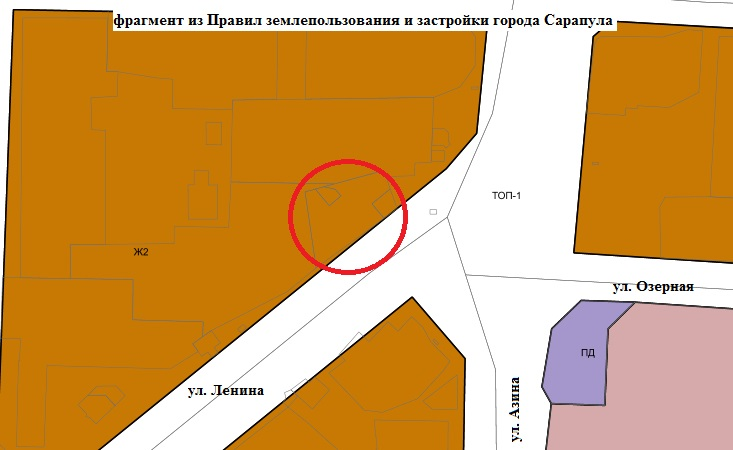 фрагмент из Правил землепользования и застройки города Сарапула
ТОП-1
Ж2
ул. Озерная
ПД
ул. Ленина
ул. Азина